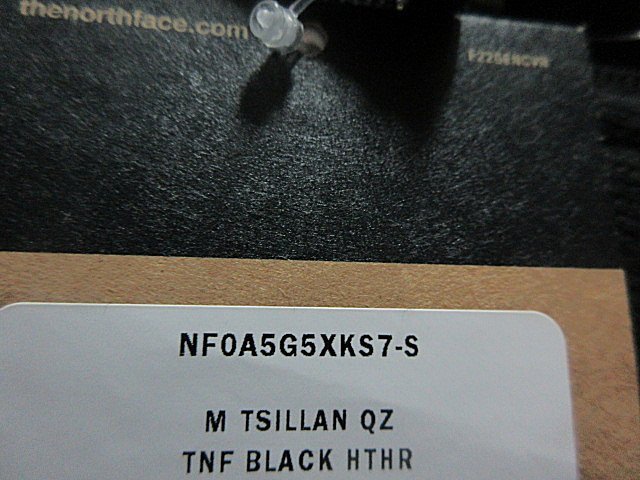 thenorthface.com
NF0A5G5XKS7-S
M TSILLAN QZ
TNF BLACK HTHR